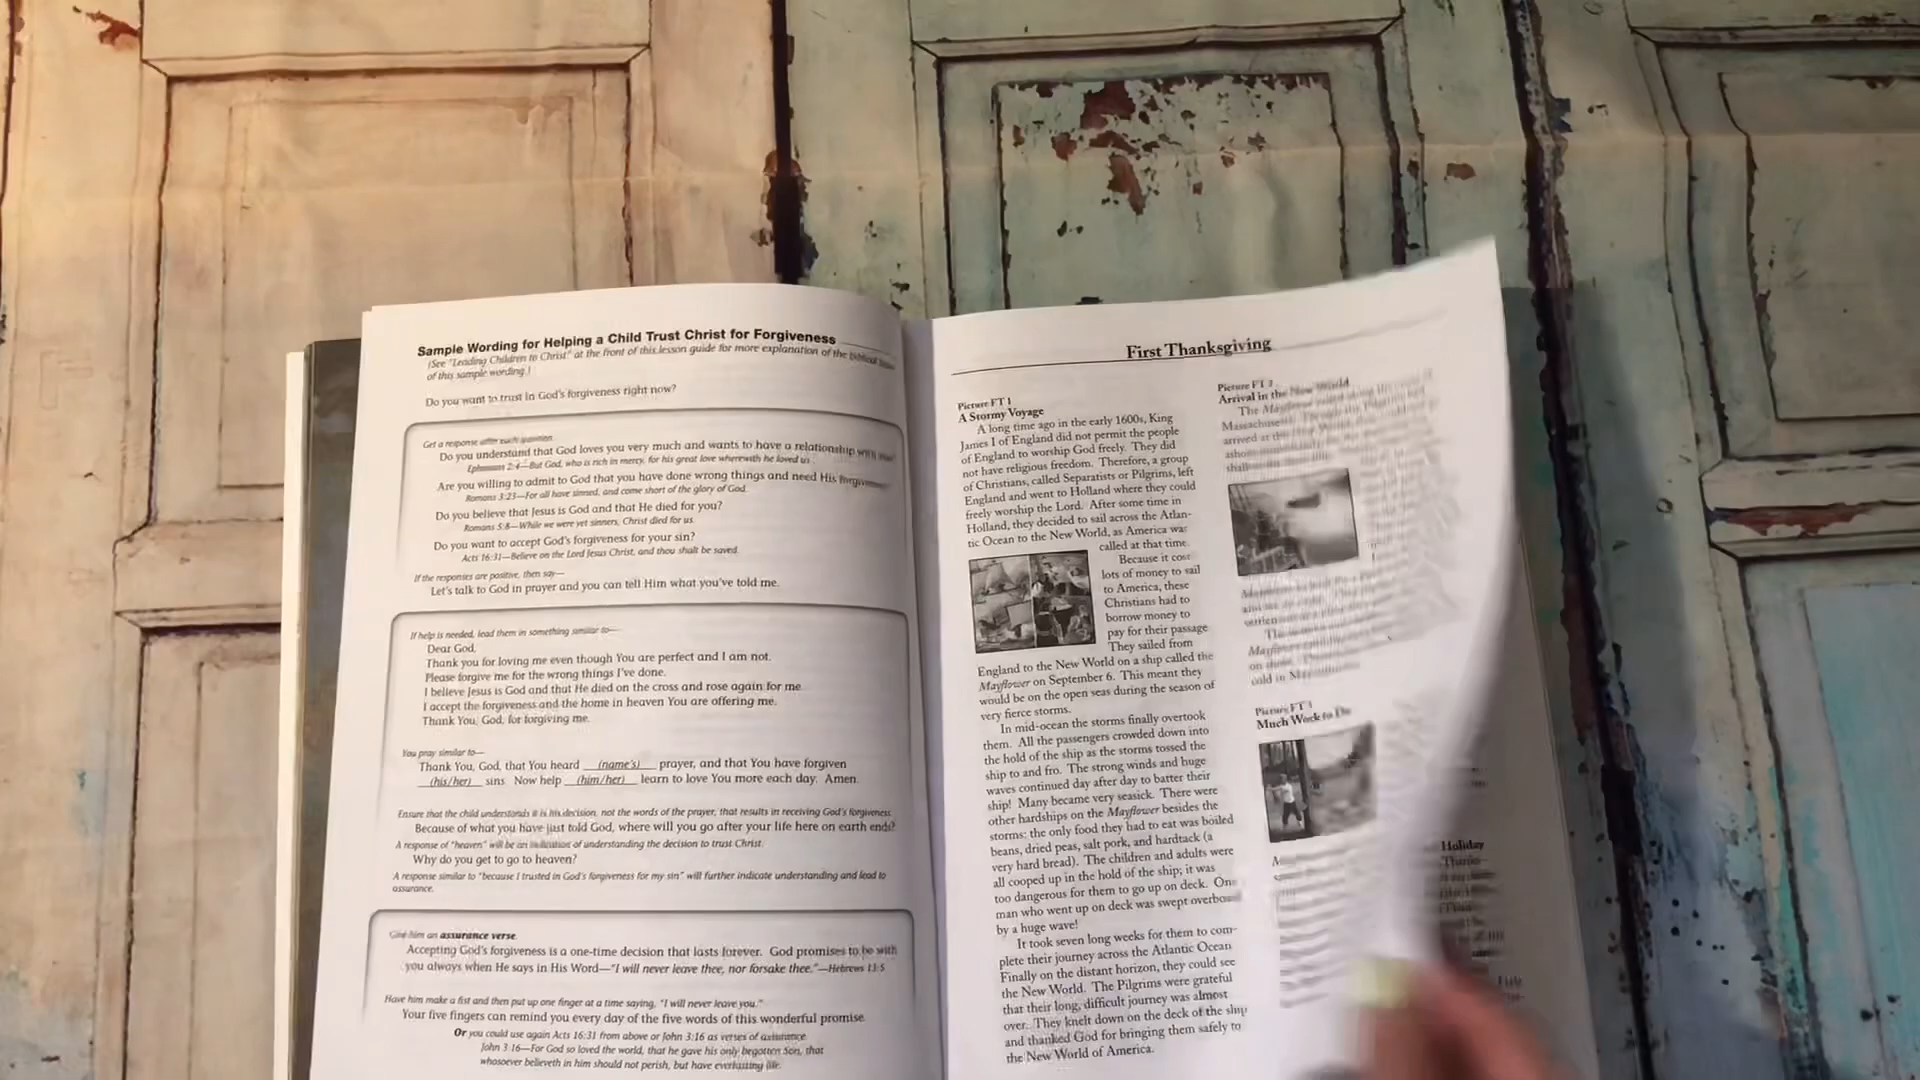 Sample Wording for Helping a Child Trust Christ for Forgiveness
(See "Leading Children to Christ" at the front of this lesson guide for more explanation of the biblical
of this sample wording.)
Do you want to trust in God's forgiveness right now?
Get a response after each question.
Do you understand that God loves you very much and wants to have a relationship with
Ephesians 2:4—But God, who is rich in mercy, for his great love wherewith he loved us
Are you willing to admit to God that you have done wrong things and need His forgiveness
Romans 3:23—For all have sinned, and come short of the glory of God.
Do you believe that Jesus is God and that He died for you?
Romans 5:8—While we were yet sinners, Christ died for us.
Do you want to accept God's forgiveness for your sin?
Acts 16:31—Believe on the Lord Jesus Christ, and thou shalt be saved.
If the responses are positive, then say—
Let's talk to God in prayer and you can tell Him what you've told me.
If help is needed, lead them in something similar to—
Dear God,
Thank you for loving me even though You are perfect and I am not.
Please forgive me for the wrong things I've done.
I believe Jesus is God and that He died on the cross and rose again for me
I accept the forgiveness and the home in heaven You are offering me.
Thank You, God, for forgiving me.
You pray similar to—
Thank You, God, that You heard (name's) prayer, and that You have forgiven
(his/her) sins Now help (him/her) learn to love You more each day. Amen.
Ensure that the child understands it is his decision, not the words of the prayer, that results in receiving God's forgiveness.
Because of what you have just told God, where will you go after your life here on earth ends?
A response of "heaven" will be an indication of understanding the decision to trust Christ.
Why do you get to go to heaven?
A response similar to "because I trusted in God's forgiveness for my sin" will further indicate understanding and lead to
assurance.
Give him an assurance verse.
Accepting God's forgiveness is a one-time decision that lasts forever. God promises to be with
you always when He says in His Word—"I will never leave thee, nor forsake thee."—Hebrews 13:5
Have him make a fist and then put up one finger at a time saying, "I will never leave you."
Your five fingers can remind you every day of the five words of this wonderful promise.
Or you could use again Acts 16:31 from above or John 3:16 as verses of assurance.
John 3:16—For God so loved the world, that he gave his only begotten Son, that
whosoever believeth in him should not perish, but have everlasting life.
First Thanksgiving
Picture FT 1
A Stormy Voyage
A long time ago in the early 1600s, King
James I of England did not permit the people
of England to worship God freely. They did
not have religious freedom. Therefore, a group
of Christians, called Separatists or Pilgrims, left
England and went to Holland where they could
freely worship the Lord. After some time in
Holland, they decided to sail across the Atlan-
tic Ocean to the New World, as America was
called at that time.
Because it cost
lots of money to sail
to America, these
Christians had to
borrow money to
pay for their passage
They sailed from
England to the New World on a ship called the
Mayflower on September 6. This meant they
would be on the open seas during the season of
very fierce storms.
In mid-ocean the storms finally overtook
them. All the passengers crowded down into
the hold of the ship as the storms tossed the
ship to and fro. The strong winds and huge
waves continued day after day to batter their
ship! Many became very seasick. There were
other hardships on the Mayflower besides the
storms: the only food they had to eat was boiled
beans, dried peas, salt pork, and hardtack (a
very hard bread). The children and adults were
all cooped up in the hold of the ship; it was
too dangerous for them to go up on deck. One
man who went up on deck was swept overboard
by a huge wave!
It took seven long weeks for them to com-
plete their journey across the Atlantic Ocean
Finally on the distant horizon, they could see
the New World. The Pilgrims were grateful
that their long, difficult journey was almost
over. They knelt down on the deck of the ship
and thanked God for bringing them safely to
the New World of America.
Picture FT 2
Arrival in the New World
The
arrived at
Picture FT 3
Much Work to Do
Holiday